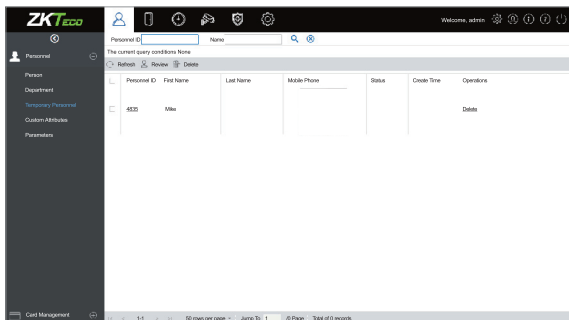 ZKTECO
Welcome, admin
Personnel ID Name
The current query conditions None
Refresh Review Delete
Personnel
Person
Department
Temporary Personnel
Custom Attributes
Parameters
Personnel ID First Name Last Name Mobile Phone Status Create Time Operations
4835 Mike Delete
Card Management
1-1 50 rows per page Jump To 1 /0 Page Total of 0 records